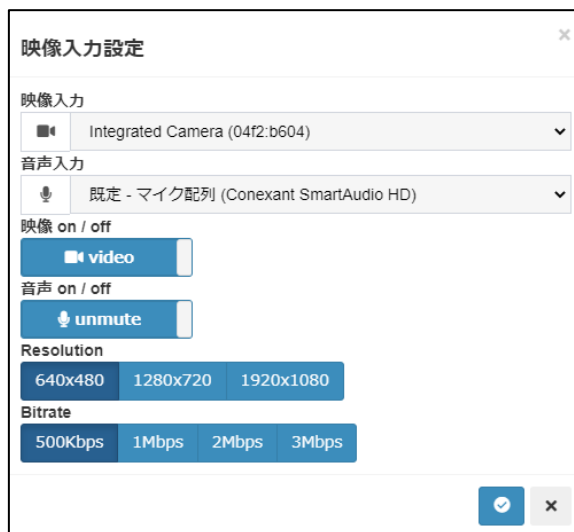 映像入力設定
映像入力
Integrated Camera (04f2:b604)
音声入力
既定 - マイク配列 (Conexant SmartAudio HD)
映像 on / off
video
音声 on / off
unmute
Resolution
640x480 1280x720 1920x1080
Bitrate
500Kbps 1Mbps 2Mbps 3Mbps